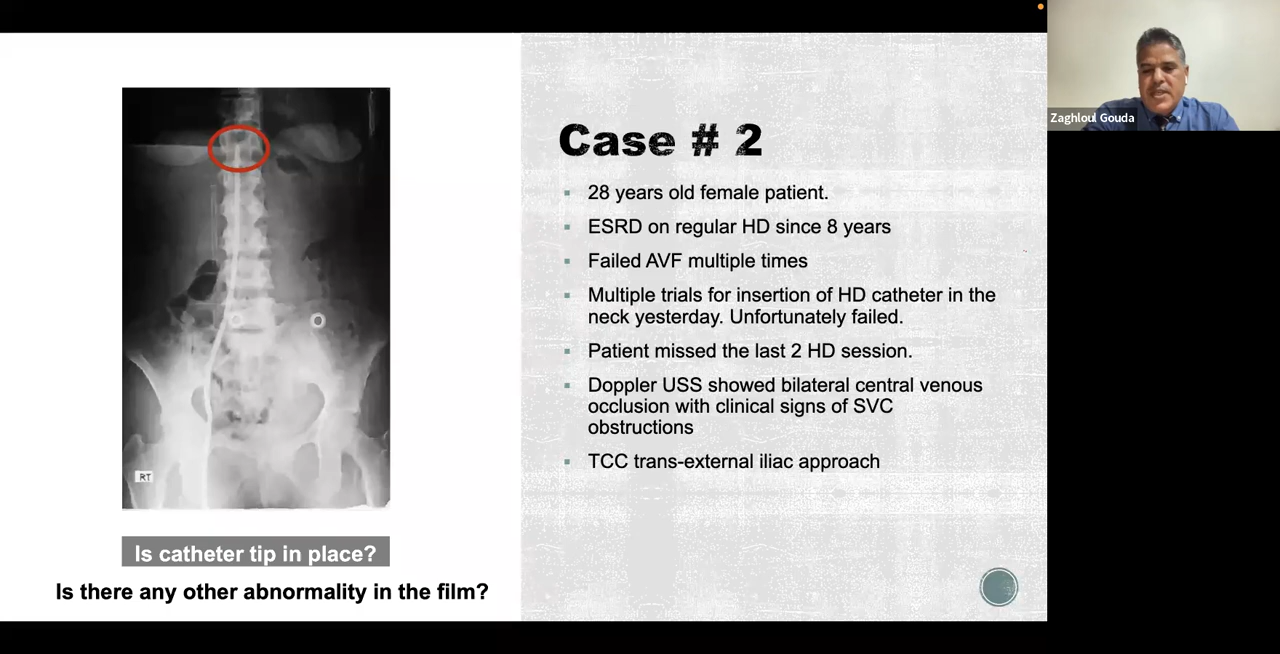 Zaghloul Gouda
Case # 2
28 years old female patient.
ESRD on regular HD since 8 years
Failed AVF multiple times
Multiple trials for insertion of HD catheter in the
neck yesterday. Unfortunately failed.
Patient missed the last 2 HD session.
Doppler USS showed bilateral central venous
occlusion with clinical signs of SVC
obstructions
TCC trans-external iliac approach
RT
Is catheter tip in place?
Is there any other abnormality in the film?